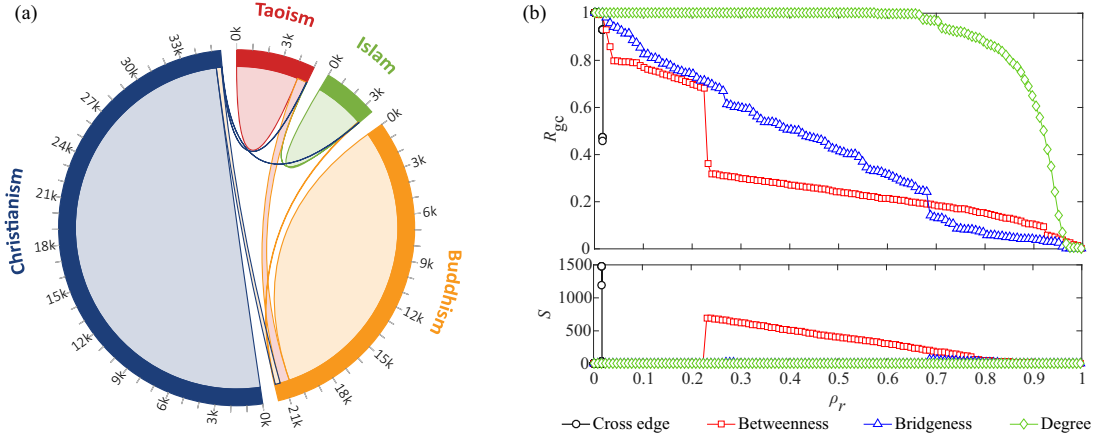 (a)
Taoism
0k
3k
Islam
0k
3k
Buddhism
0k
3k
6k
9k
12k
15k
18k
21k
Christianism
0k
3k
6k
9k
12k
15k
18k
21k
24k
27k
30k
33k
(b)
R_gc
1
0.8
0.6
0.4
0.2
0
S
1500
1000
500
0
0 0.1 0.2 0.3 0.4 0.5 0.6 0.7 0.8 0.9 1
ρ_r
Cross edge Betweenness Bridgeness Degree